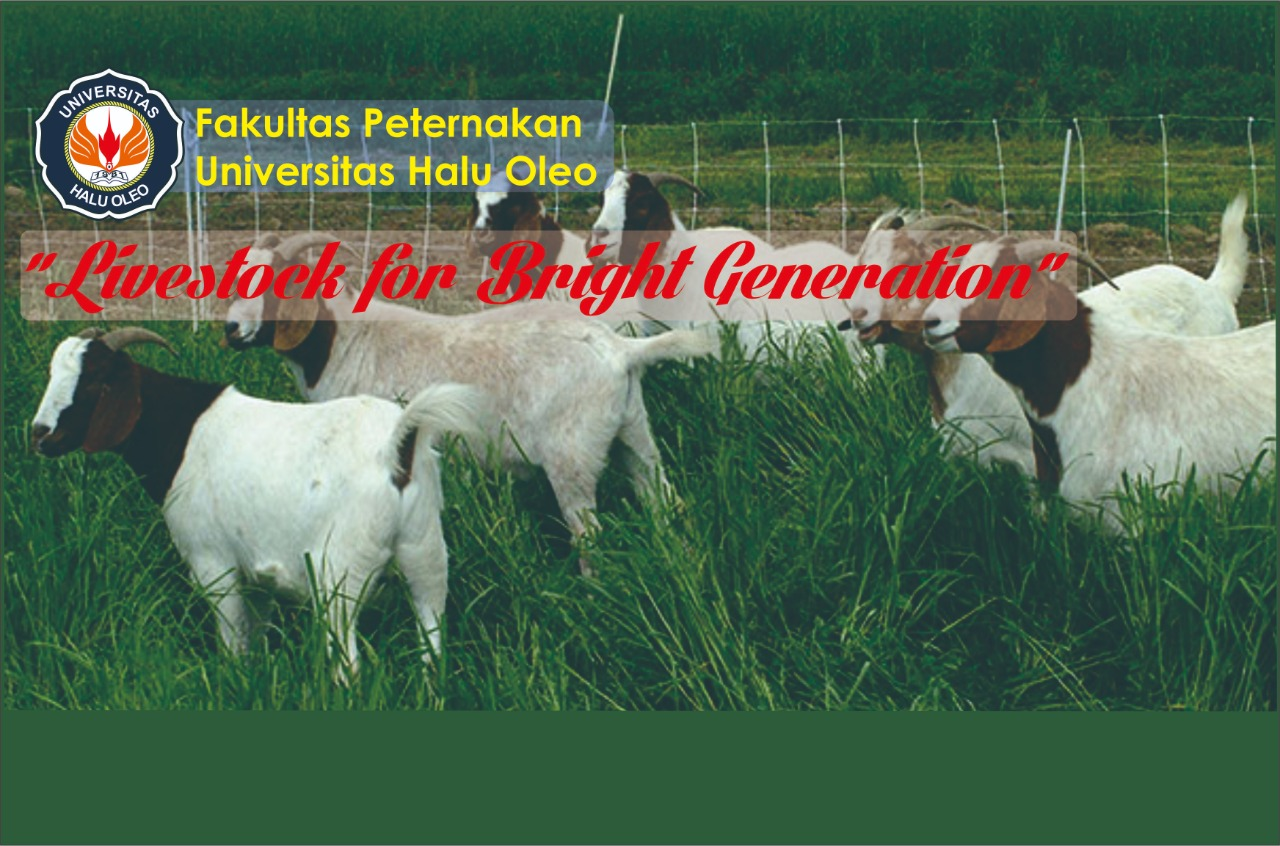 UNIVERSITAS
HALU OLEO
Fakultas Peternakan
Universitas Halu Oleo
"Livestock for Bright Generation"